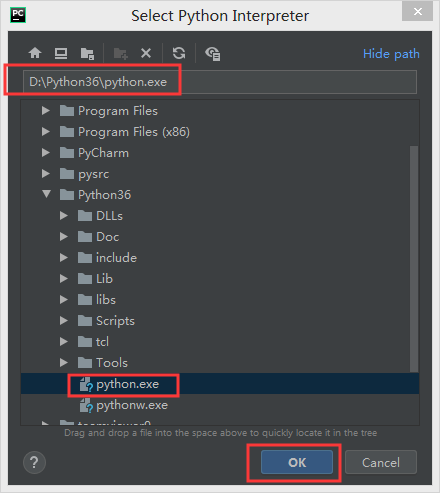 PC
Select Python Interpreter
Hide path
D:\Python36\python.exe
Program Files
Program Files (x86)
PyCharm
pysrc
Python36
DLLs
Doc
include
Lib
libs
Scripts
tcl
Tools
python.exe
pythonw.exe
Drag and drop a file into the space above to quickly locate it in the tree
?
OK
Cancel